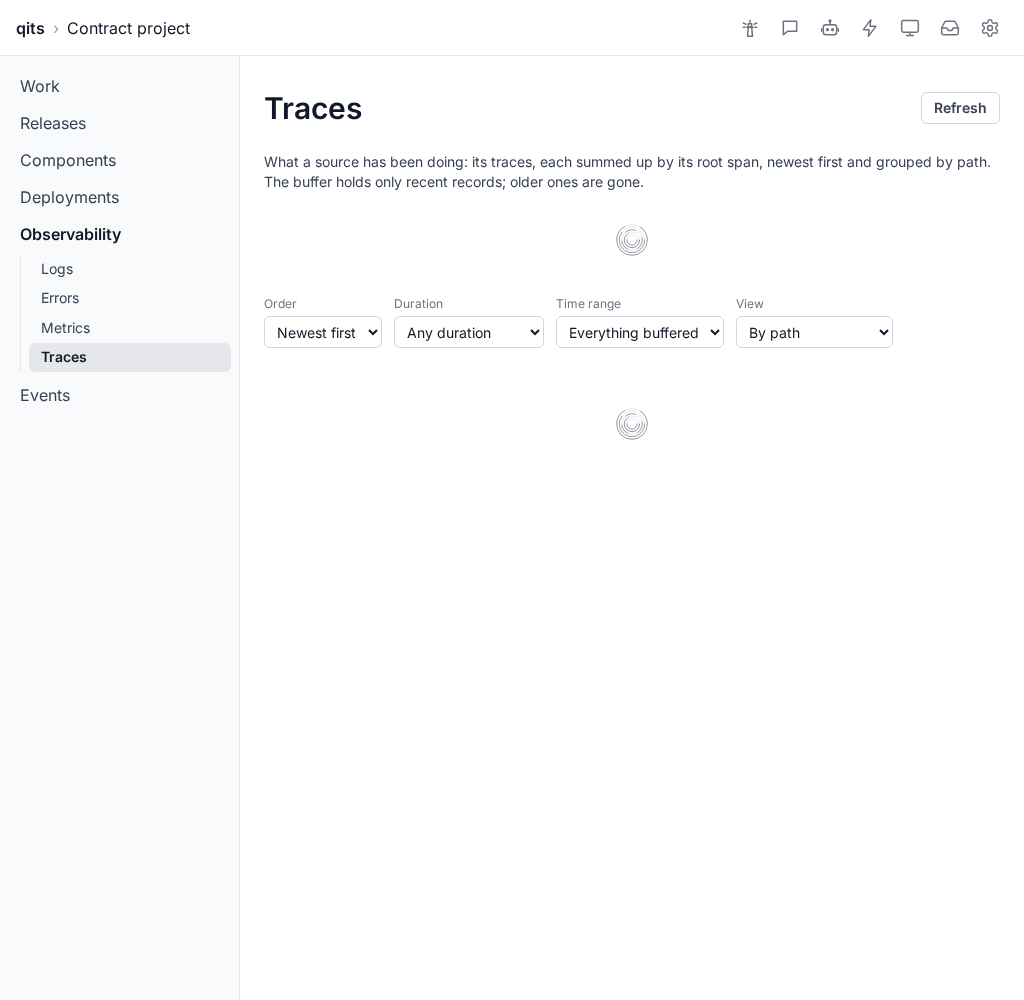 qits › Contract project
Work
Releases
Components
Deployments
Observability
Logs
Errors
Metrics
Traces
Events
Traces
Refresh
What a source has been doing: its traces, each summed up by its root span, newest first and grouped by path.
The buffer holds only recent records; older ones are gone.
Order
Duration
Time range
View
Newest first
Any duration
Everything buffered
By path